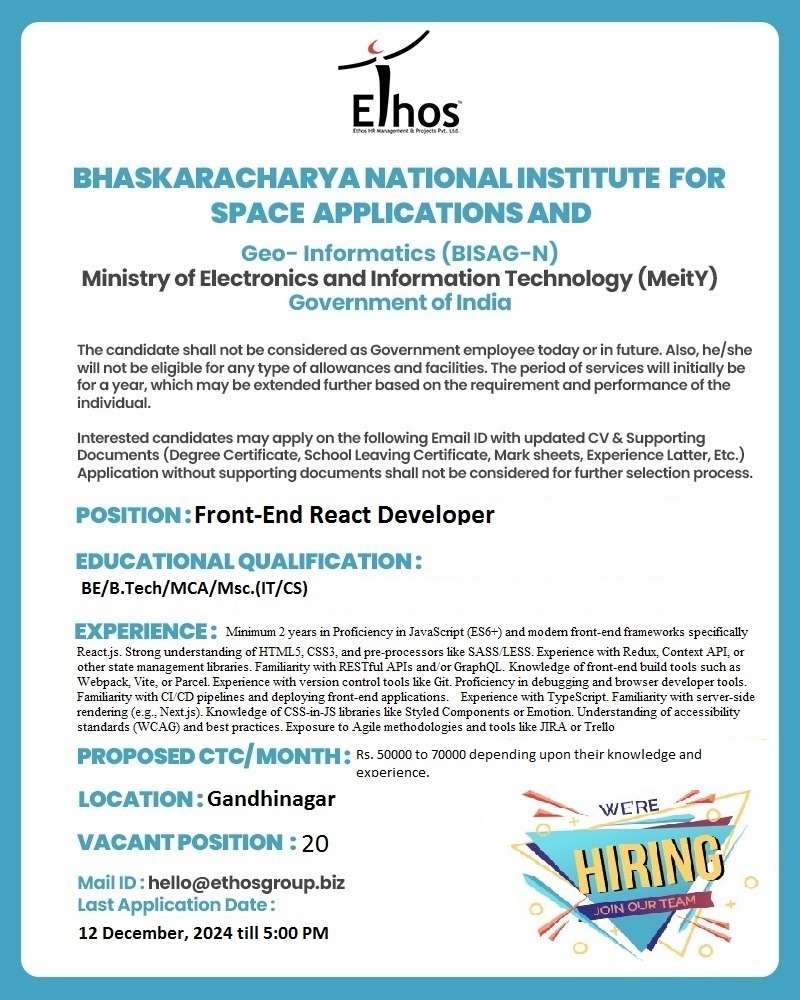 Ethos
Ethos HR Management & Projects Pvt. Ltd.
BHASKARACHARYA NATIONAL INSTITUTE FOR
SPACE APPLICATIONS AND
Geo- Informatics (BISAG-N)
Ministry of Electronics and Information Technology (MeitY)
Government of India
The candidate shall not be considered as Government employee today or in future. Also, he/she
will not be eligible for any type of allowances and facilities. The period of services will initially be
for a year, which may be extended further based on the requirement and performance of the
individual.
Interested candidates may apply on the following Email ID with updated CV & Supporting
Documents (Degree Certificate, School Leaving Certificate, Mark sheets, Experience Latter, Etc.)
Application without supporting documents shall not be considered for further selection process.
POSITION : Front-End React Developer
EDUCATIONAL QUALIFICATION :
BE/B.Tech/MCA/Msc.(IT/CS)
EXPERIENCE : Minimum 2 years in Proficiency in JavaScript (ES6+) and modern front-end frameworks specifically
React.js. Strong understanding of HTML5, CSS3, and pre-processors like SASS/LESS. Experience with Redux, Context API, or
other state management libraries. Familiarity with RESTful APIs and/or GraphQL. Knowledge of front-end build tools such as
Webpack, Vite, or Parcel. Experience with version control tools like Git. Proficiency in debugging and browser developer tools.
Familiarity with CI/CD pipelines and deploying front-end applications. Experience with TypeScript. Familiarity with server-side
rendering (e.g., Next.js). Knowledge of CSS-in-JS libraries like Styled Components or Emotion. Understanding of accessibility
standards (WCAG) and best practices. Exposure to Agile methodologies and tools like JIRA or Trello
PROPOSED CTC/ MONTH : Rs. 50000 to 70000 depending upon their knowledge and
experience.
LOCATION : Gandhinagar
VACANT POSITION : 20
Mail ID : hello@ethosgroup.biz
Last Application Date :
12 December, 2024 till 5:00 PM
WE'RE
HIRING
JOIN OUR TEAM